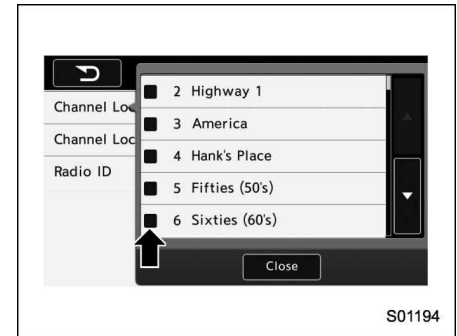 Channel Loc
Channel Loc
Radio ID
2 Highway 1
3 America
4 Hank's Place
5 Fifties (50's)
6 Sixties (60's)
Close
S01194